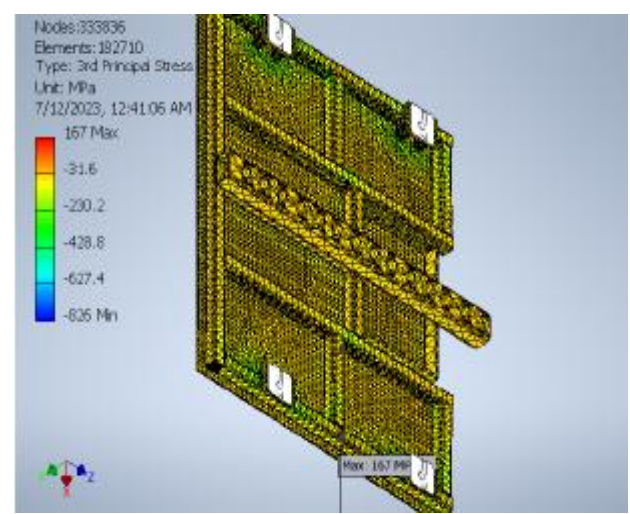 Nodes:333836
Elements:182710
Type: 3rd Principal Stress
Unit: MPa
7/12/2023, 12:41:06 AM
167 Max
-31.6
-230.2
-428.8
-627.4
-826 Min
Max: 167 MP
Z
X